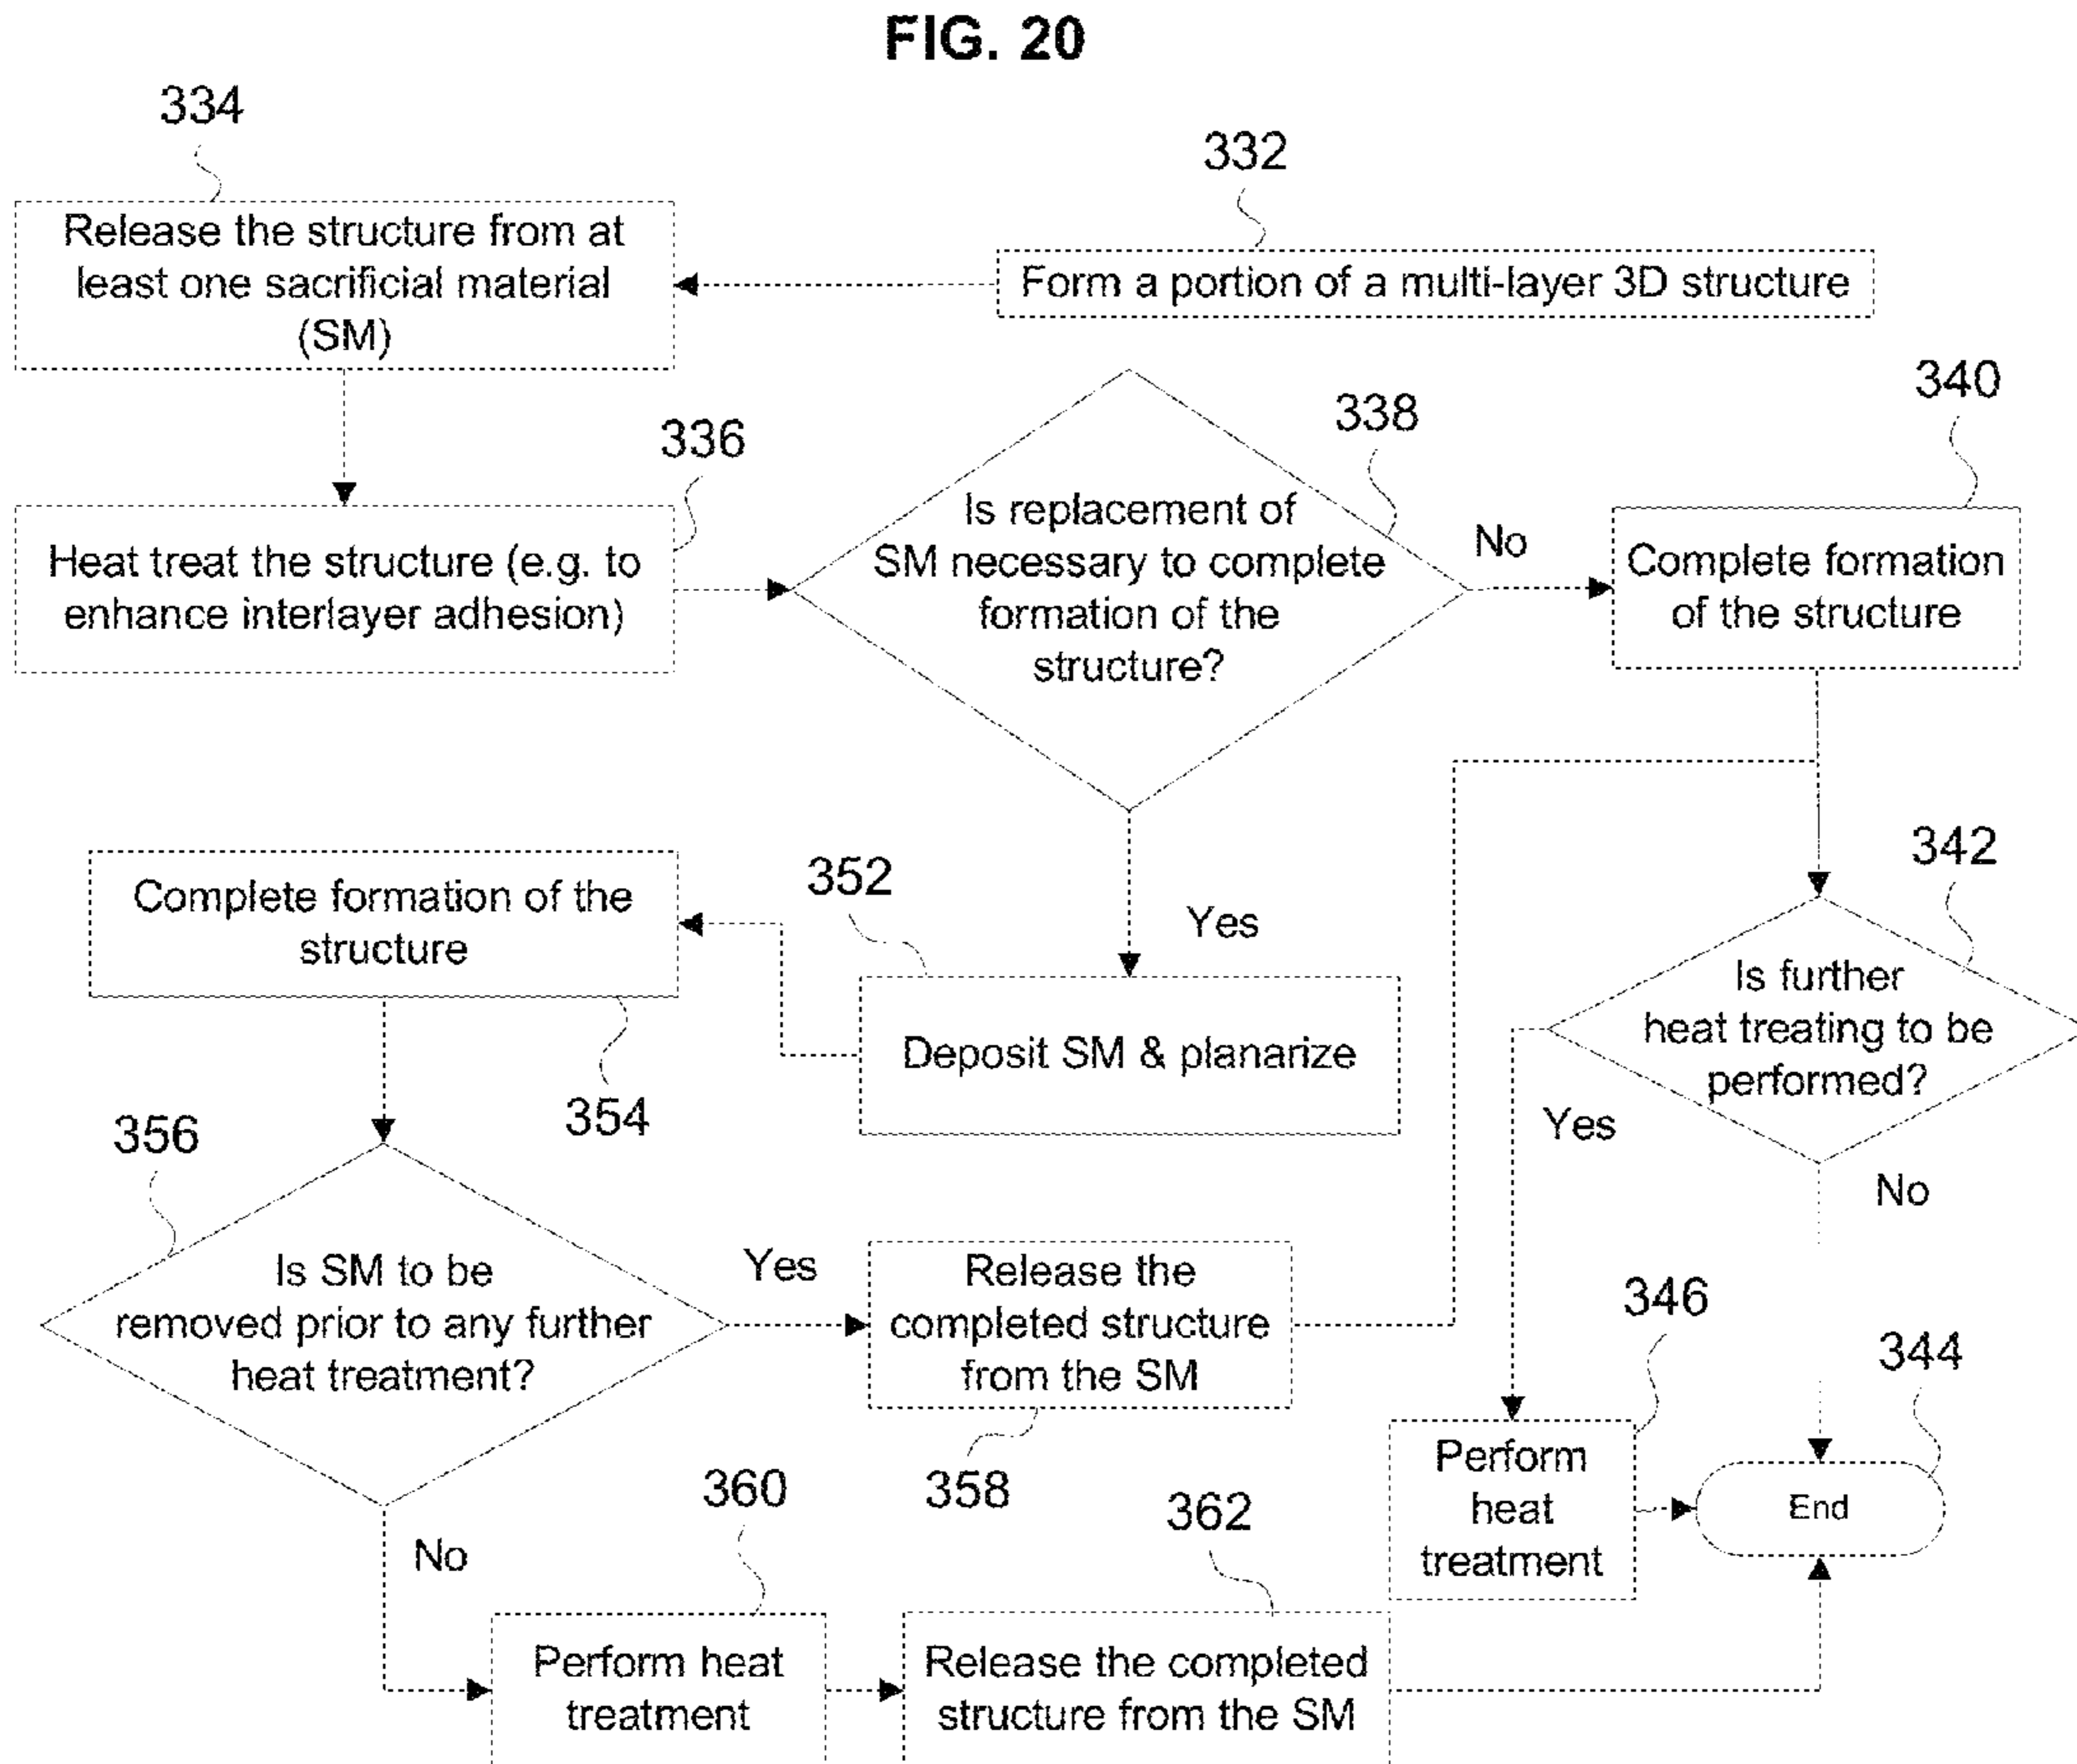 FIG. 20
334
332
Release the structure from at
least one sacrificial material
(SM)
Form a portion of a multi-layer 3D structure
336
338
340
Heat treat the structure (e.g. to
enhance interlayer adhesion)
Is replacement of
SM necessary to complete
formation of the
structure?
No
Complete formation
of the structure
352
342
Complete formation of the
structure
Yes
Is further
heat treating to be
performed?
Deposit SM & planarize
354
356
Yes
No
Is SM to be
removed prior to any further
heat treatment?
Yes
Release the
completed structure
from the SM
346
344
358
Perform
heat
treatment
End
No
360
362
Perform heat
treatment
Release the completed
structure from the SM